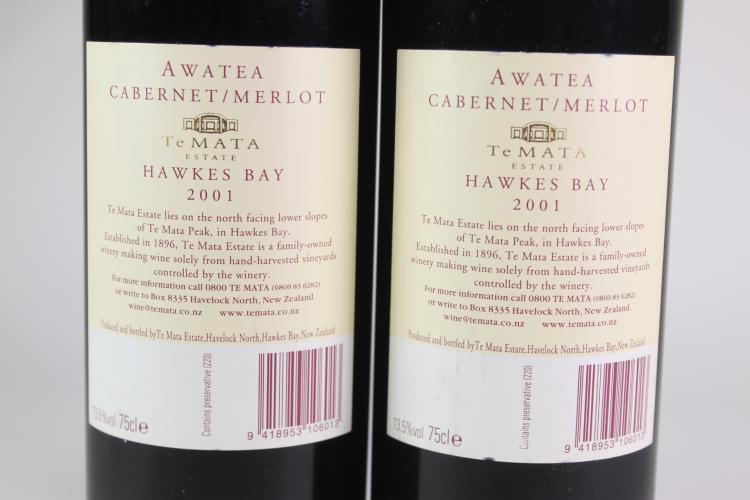 AWATEA
CABERNET/MERLOT
Te MATA
ESTATE
HAWKES BAY
2001
Te Mata Estate lies on the north facing lower slopes
of Te Mata Peak, in Hawkes Bay.
Established in 1896, Te Mata Estate is a family-owned
winery making wine solely from hand-harvested vineyards
controlled by the winery.
For more information call 0800 TE MATA (0800 83 6282)
or write to Box 8335 Havelock North, New Zealand.
wine@temata.co.nz www.temata.co.nz
Produced and bottled by Te Mata Estate, Havelock North, Hawkes Bay, New Zealand
13.5%vol 75cl e
Contains preservative (220)
9 418953 106013
AWATEA
CABERNET/MERLOT
Te MATA
ESTATE
HAWKES BAY
2001
Te Mata Estate lies on the north facing lower slopes
of Te Mata Peak, in Hawkes Bay.
Established in 1896, Te Mata Estate is a family-owned
winery making wine solely from hand-harvested vineyards
controlled by the winery.
For more information call 0800 TE MATA (0800 83 6282)
or write to Box 8335 Havelock North, New Zealand.
wine@temata.co.nz www.temata.co.nz
Produced and bottled by Te Mata Estate, Havelock North, Hawkes Bay, New Zealand.
13.5%vol 75cl e
Contains preservative (220)
9 418953 106013